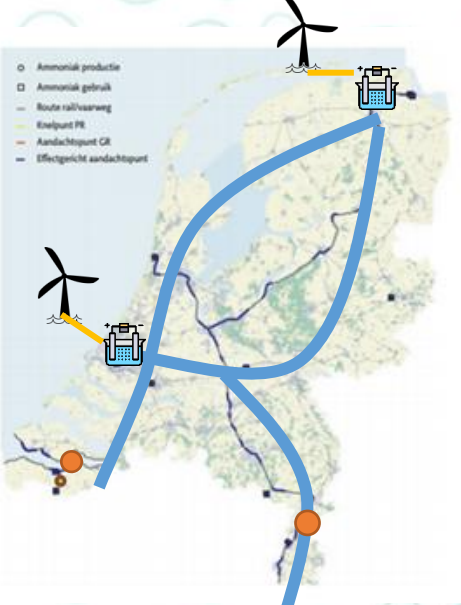 Ammoniak productie
Ammoniak gebruik
Route rail/vaarweg
Knelpunt PR
Aandachtspunt GR
Effectgericht aandachtspunt
+ −
+ −